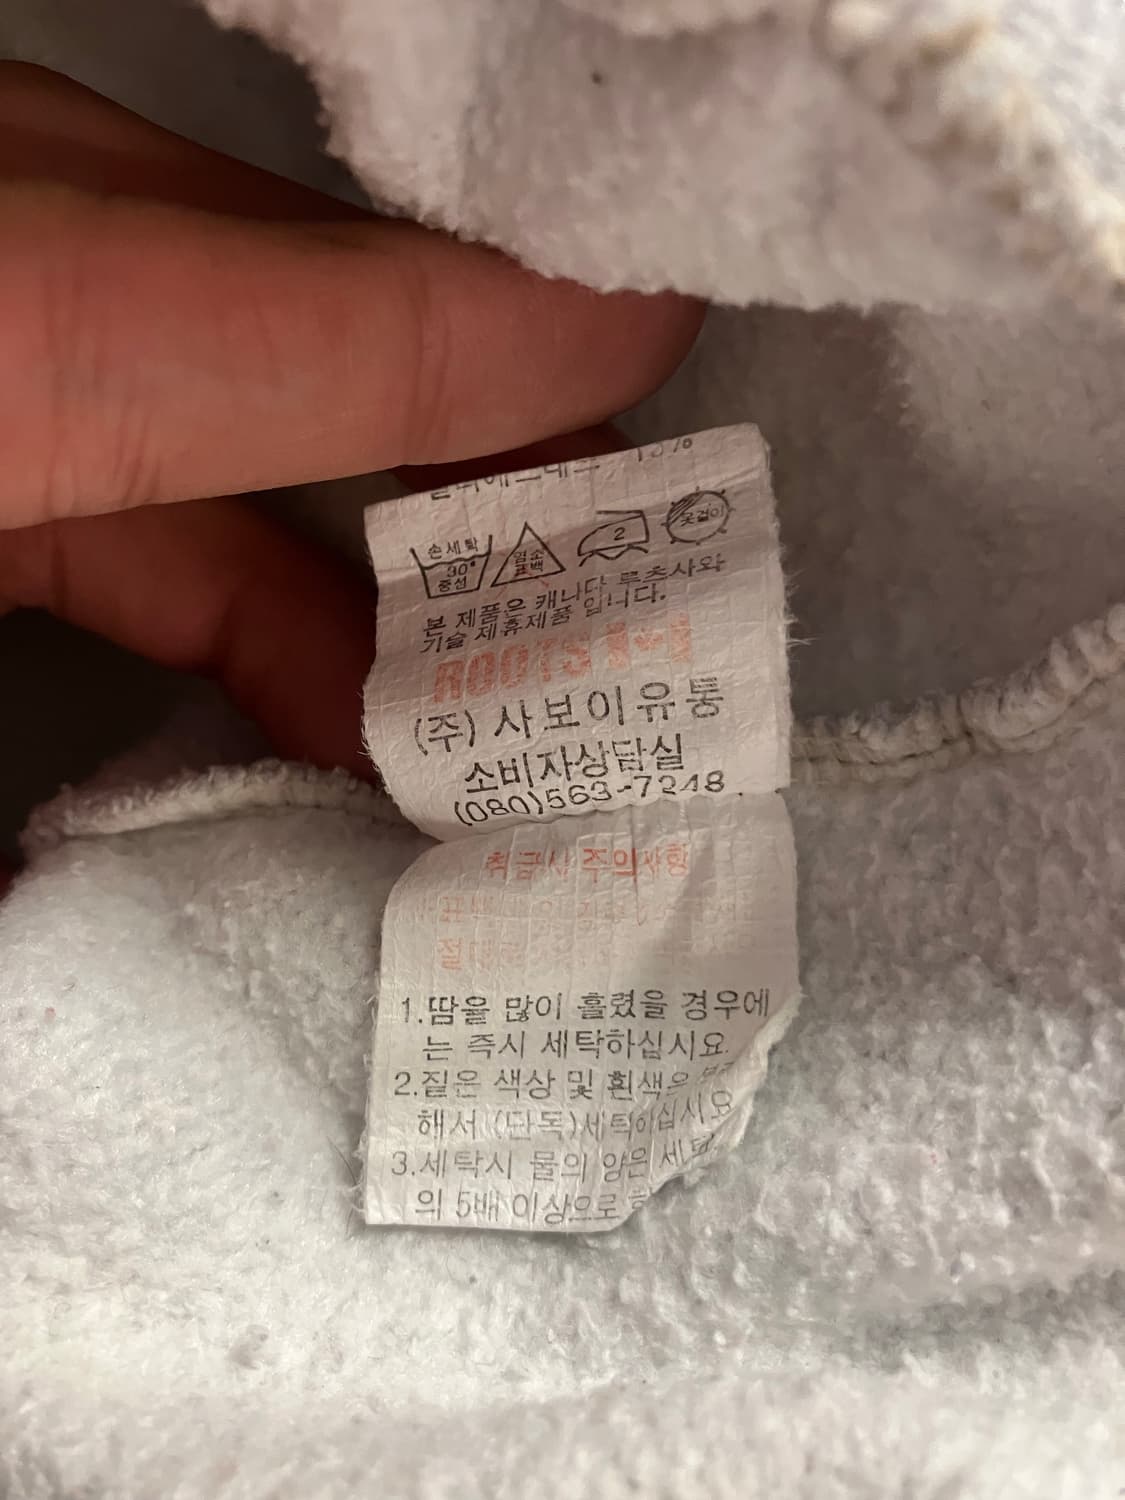 손세탁
30°
중성
염소
표백
2
옷걸이
본 제품은 캐나다 루츠사와
기술 제휴제품 입니다.
ROOTS
(주) 사보이유통
소비자상담실
(080)563-7248
취급시 주의사항
표백
절대로
1.땀을 많이 흘렸을 경우에
는 즉시 세탁하십시요
2.짙은 색상 및 흰색은
해서 (단독)세탁하십시요
3.세탁시 물의 양은
의 5배 이상으로